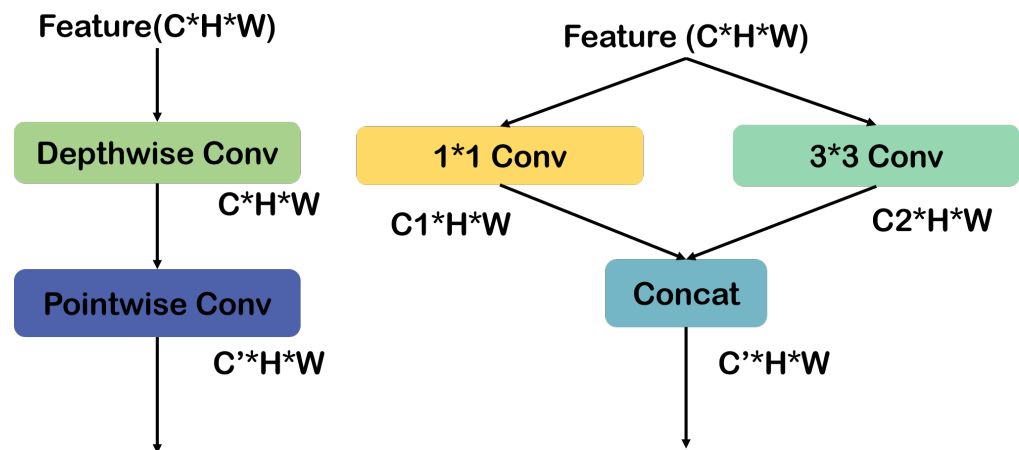 Feature(C*H*W)
Depthwise Conv
C*H*W
Pointwise Conv
C'*H*W
Feature (C*H*W)
1*1 Conv
3*3 Conv
C1*H*W
C2*H*W
Concat
C'*H*W